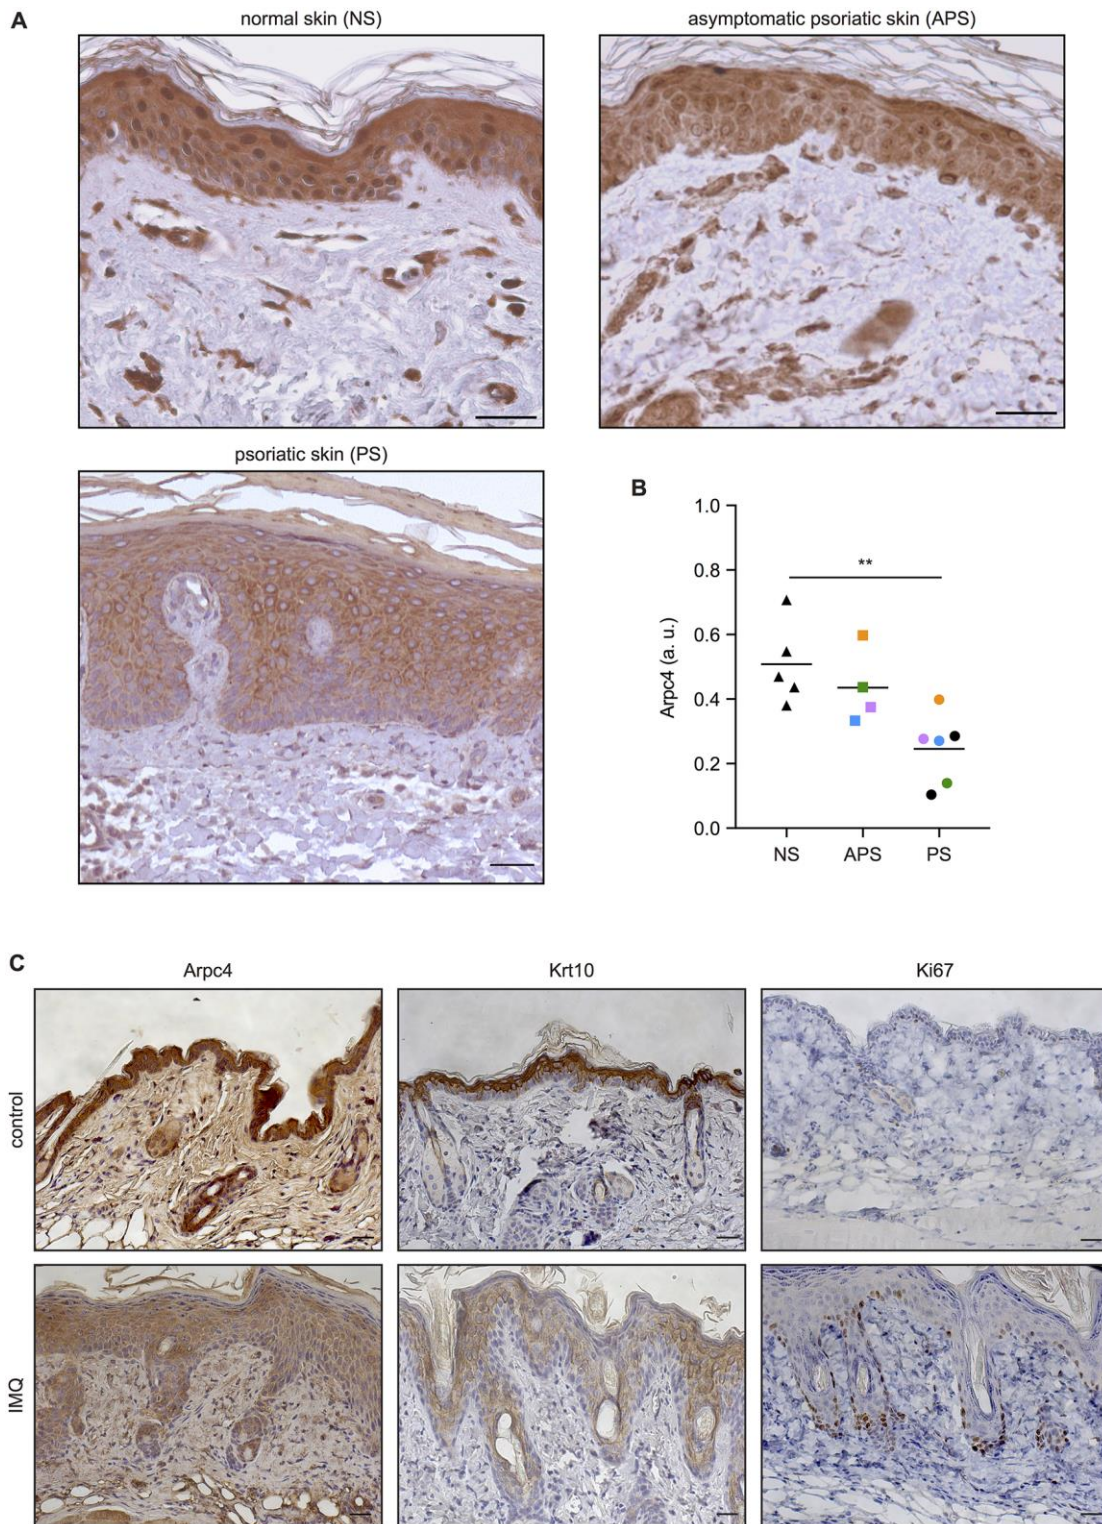 A
normal skin (NS)
asymptomatic psoriatic skin (APS)
psoriatic skin (PS)
B
1.0
0.8
0.6
0.4
0.2
0.0
Arpc4 (a. u.)
**
NS APS PS
C
Arpc4 Krt10 Ki67
control
IMQ